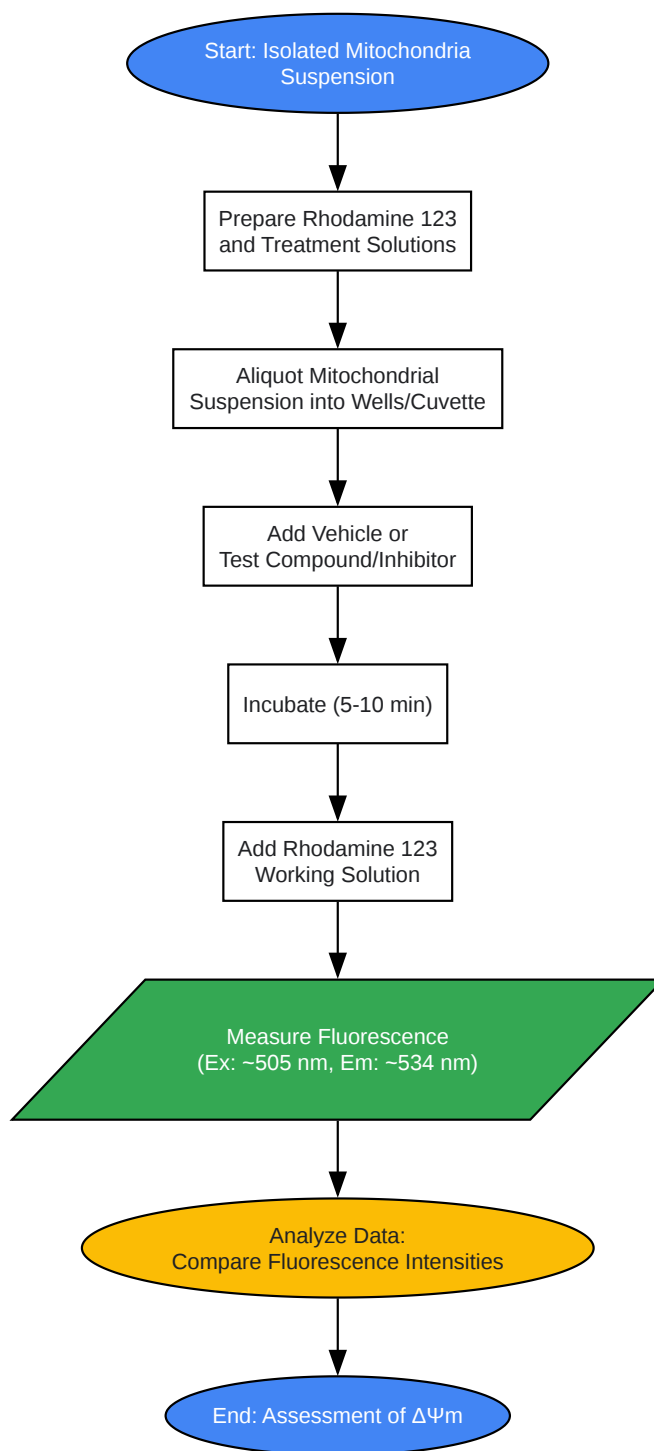 Start: Isolated Mitochondria
Suspension
Prepare Rhodamine 123
and Treatment Solutions
Aliquot Mitochondrial
Suspension into Wells/Cuvette
Add Vehicle or
Test Compound/Inhibitor
Incubate (5-10 min)
Add Rhodamine 123
Working Solution
Measure Fluorescence
(Ex: ~505 nm, Em: ~534 nm)
Analyze Data:
Compare Fluorescence Intensities
End: Assessment of ΔΨm